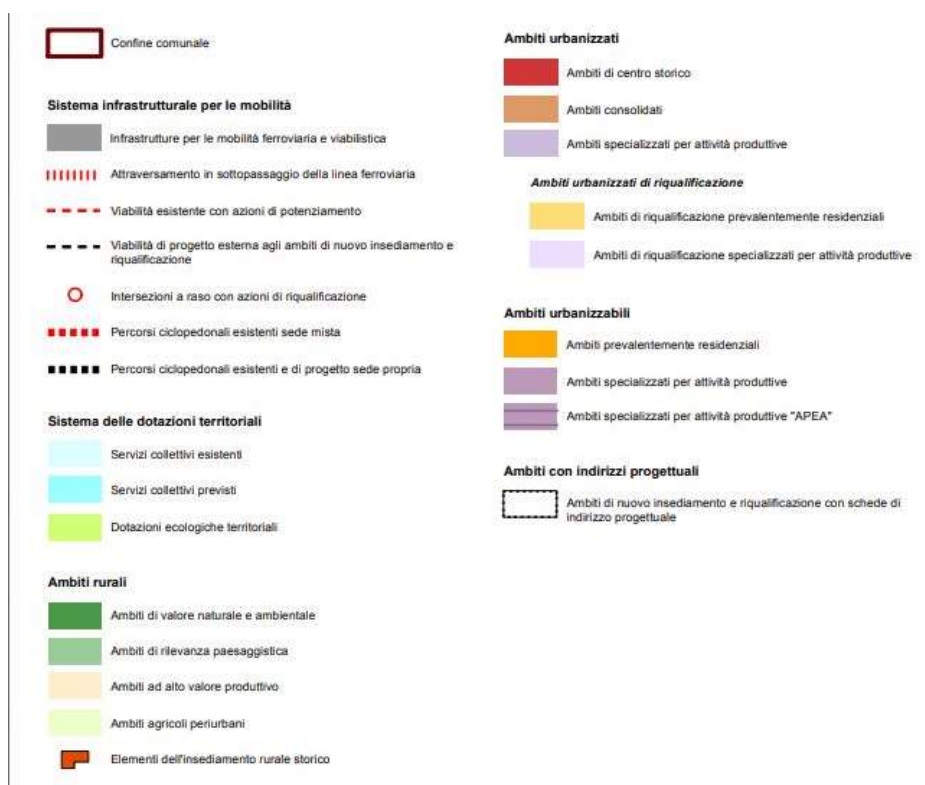 Confine comunale
Sistema infrastrutturale per le mobilità
Infrastrutture per le mobilità ferroviaria e viabilistica
Attraversamento in sottopassaggio della linea ferroviaria
Viabilità esistente con azioni di potenziamento
Viabilità di progetto esterna agli ambiti di nuovo insediamento e
riqualificazione
Intersezioni a raso con azioni di riqualificazione
Percorsi ciclopedonali esistenti sede mista
Percorsi ciclopedonali esistenti e di progetto sede propria
Sistema delle dotazioni territoriali
Servizi collettivi esistenti
Servizi collettivi previsti
Dotazioni ecologiche territoriali
Ambiti rurali
Ambiti di valore naturale e ambientale
Ambiti di rilevanza paesaggistica
Ambiti ad alto valore produttivo
Ambiti agricoli periurbani
Elementi dell'insediamento rurale storico
Ambiti urbanizzati
Ambiti di centro storico
Ambiti consolidati
Ambiti specializzati per attività produttive
Ambiti urbanizzati di riqualificazione
Ambiti di riqualificazione prevalentemente residenziali
Ambiti di riqualificazione specializzati per attività produttive
Ambiti urbanizzabili
Ambiti prevalentemente residenziali
Ambiti specializzati per attività produttive
Ambiti specializzati per attività produttive "APEA"
Ambiti con indirizzi progettuali
Ambiti di nuovo insediamento e riqualificazione con schede di
indirizzo progettuale